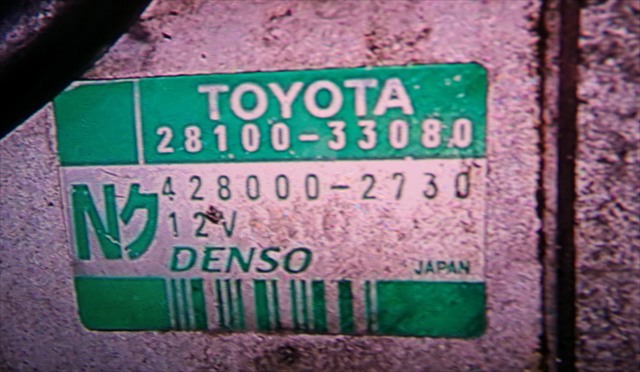 TOYOTA
28100-33080
Nク
428000-2730
12V
DENSO
JAPAN